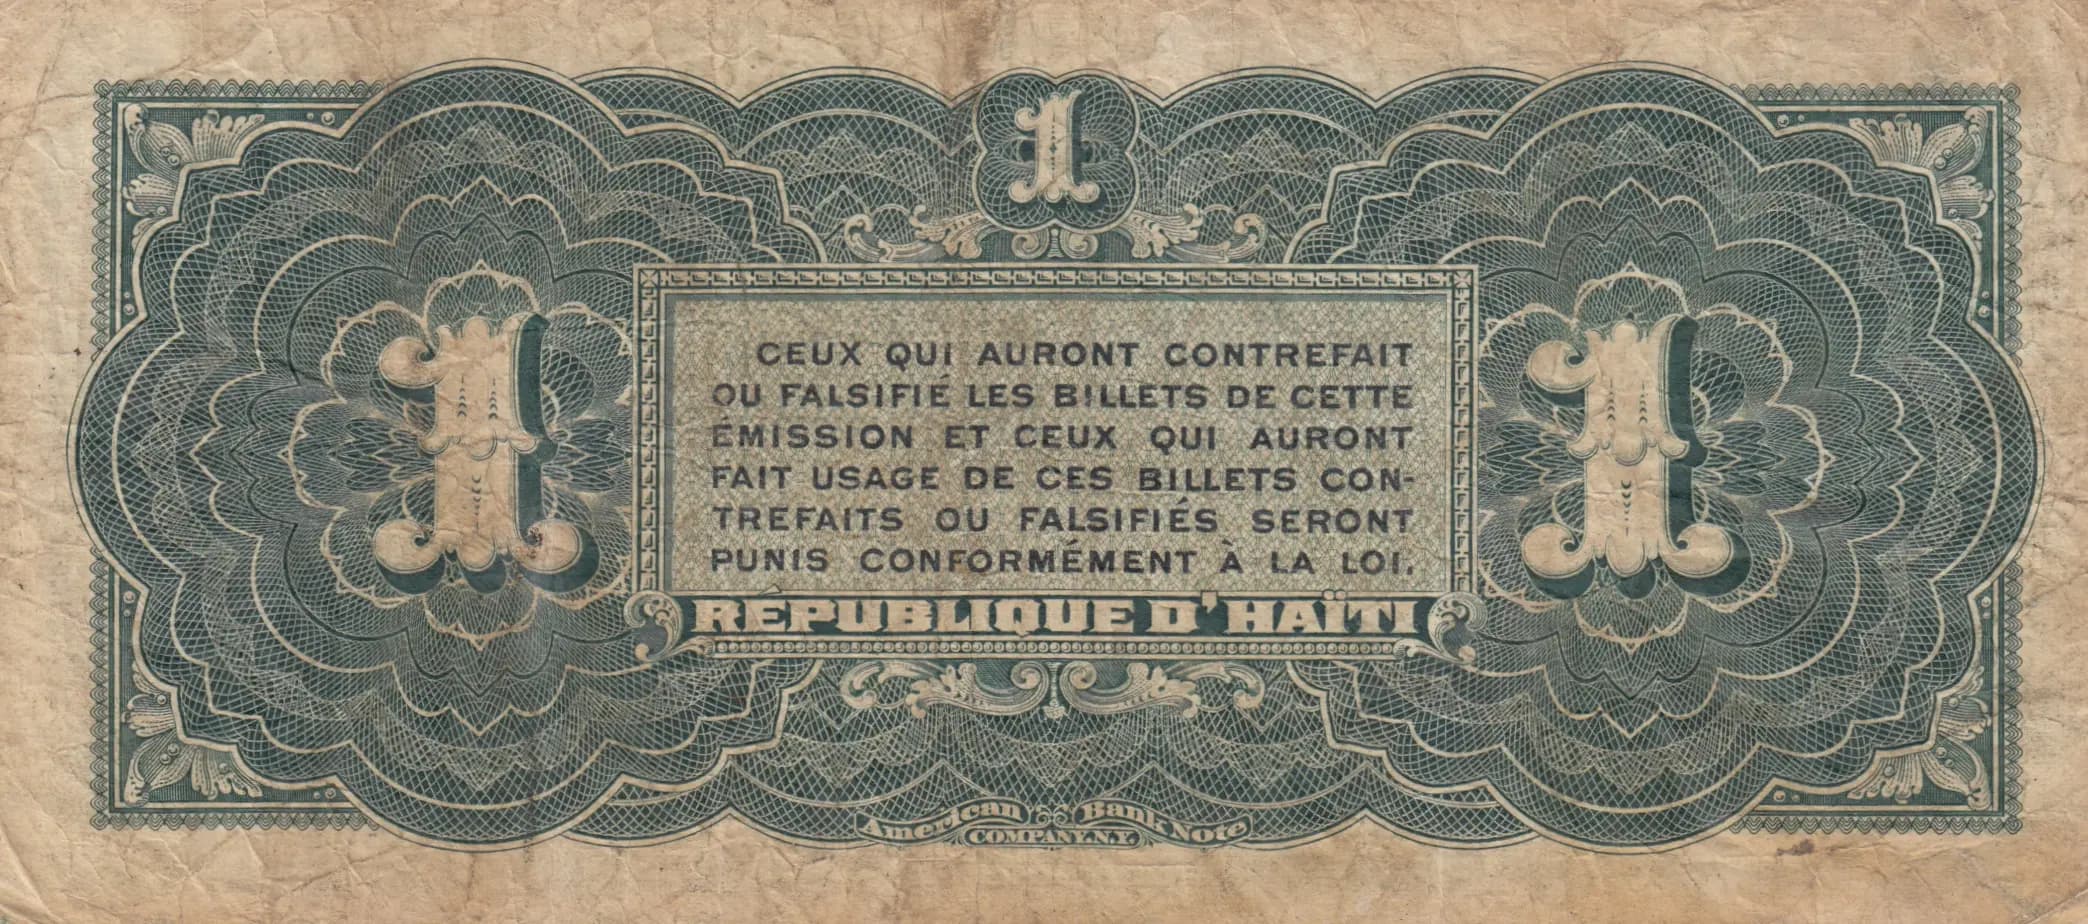 1
1
1
CEUX QUI AURONT CONTREFAIT
OU FALSIFIÉ LES BILLETS DE CETTE
ÉMISSION ET CEUX QUI AURONT
FAIT USAGE DE CES BILLETS CON-
TREFAITS OU FALSIFIÉS SERONT
PUNIS CONFORMÉMENT À LA LOI.
RÉPUBLIQUE D'HAÏTI
American Bank Note
COMPANY, N.Y.